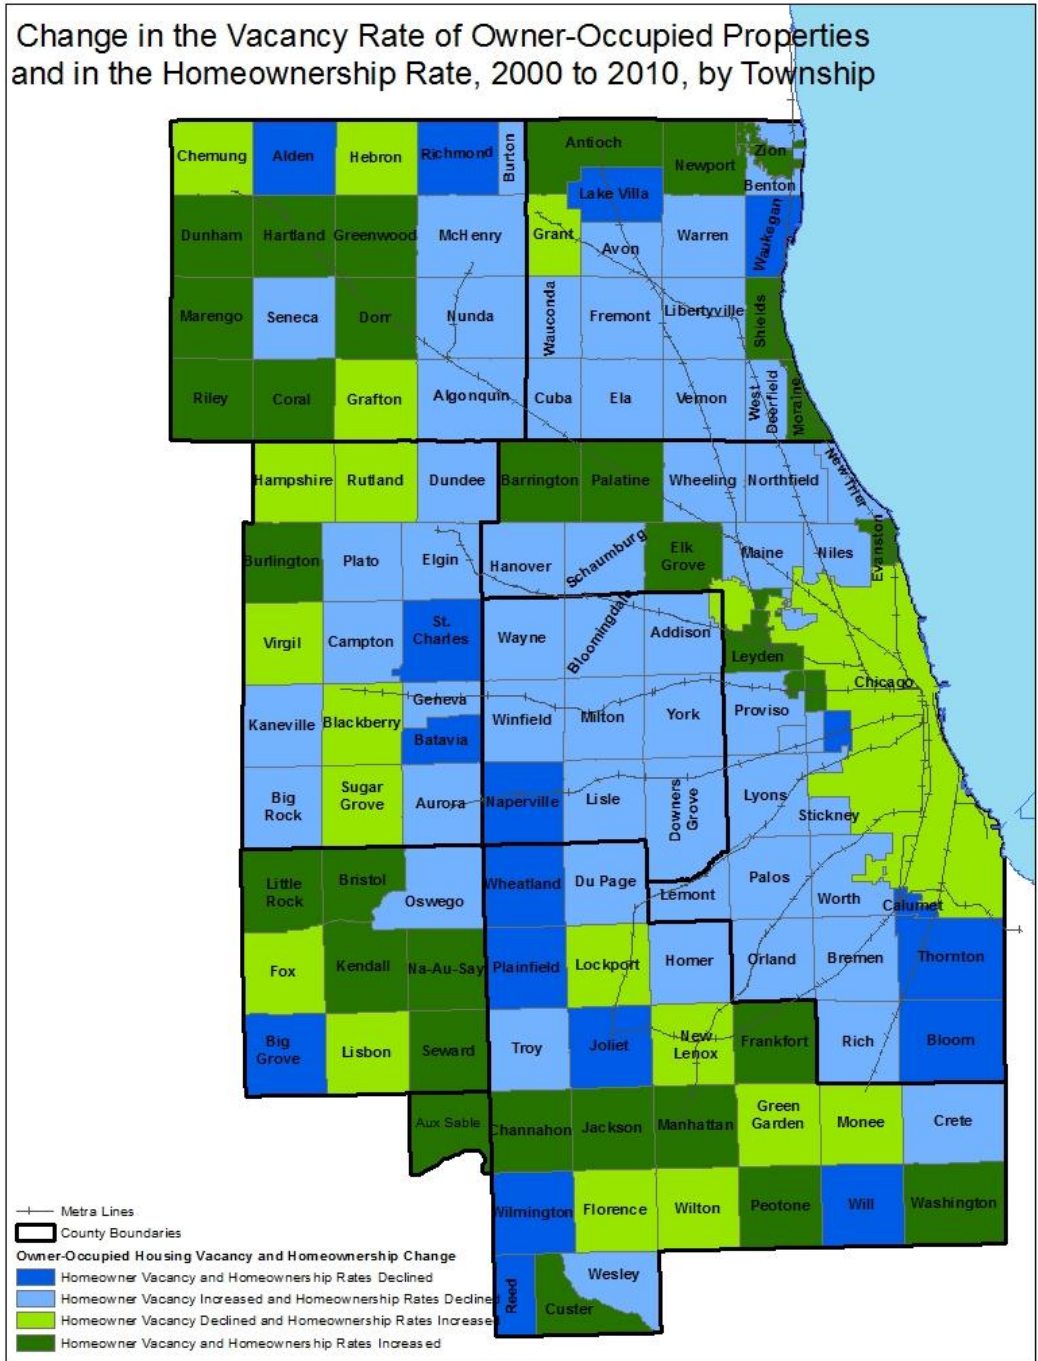 Change in the Vacancy Rate of Owner-Occupied Properties
and in the Homeownership Rate, 2000 to 2010, by Township
Chemung
Alden
Hebron
Richmond
Burton
Antioch
Newport
Zion
Benton
Lake Villa
Dunham
Hartland
Greenwood
McHenry
Grant
Avon
Warren
Waukegan
Marengo
Seneca
Dorr
Nunda
Wauconda
Fremont
Libertyville
Shields
Riley
Coral
Grafton
Algonquin
Cuba
Ela
Vernon
West
Deerfield
Moraine
Hampshire
Rutland
Dundee
Barrington
Palatine
Wheeling
Northfield
New Trier
Burlington
Plato
Elgin
Hanover
Schaumburg
Elk
Grove
Maine
Niles
Evanston
Virgil
Campton
St.
Charles
Wayne
Bloomingdale
Addison
Leyden
Chicago
Kaneville
Blackberry
Geneva
Batavia
Winfield
Milton
York
Proviso
Big
Rock
Sugar
Grove
Aurora
Naperville
Lisle
Downers
Grove
Lyons
Stickney
Little
Rock
Bristol
Oswego
Wheatland
Du Page
Lemont
Palos
Worth
Calumet
Fox
Kendall
Na-Au-Say
Plainfield
Lockport
Homer
Orland
Bremen
Thornton
Big
Grove
Lisbon
Seward
Troy
Joliet
New
Lenox
Frankfort
Rich
Bloom
Aux Sable
Channahon
Jackson
Manhattan
Green
Garden
Monee
Crete
Wilmington
Florence
Wilton
Peotone
Will
Washington
Reed
Custer
Wesley
Metra Lines
County Boundaries
Owner-Occupied Housing Vacancy and Homeownership Change
Homeowner Vacancy and Homeownership Rates Declined
Homeowner Vacancy Increased and Homeownership Rates Declined
Homeowner Vacancy Declined and Homeownership Rates Increased
Homeowner Vacancy and Homeownership Rates Increased